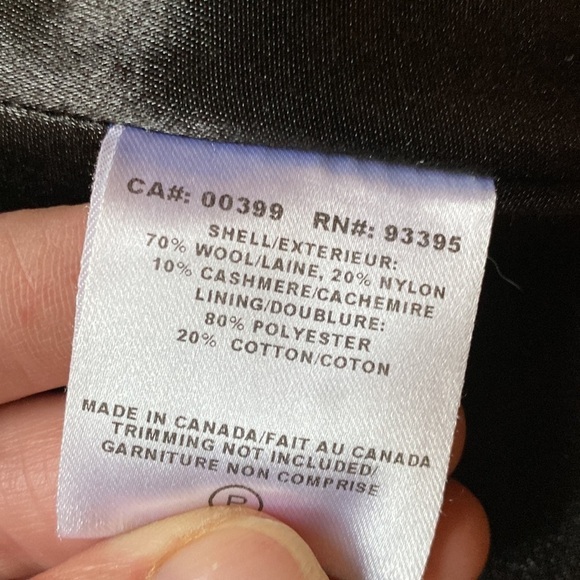 CA#: 00399 RN#: 93395
SHELL/EXTERIEUR:
70% WOOL/LAINE, 20% NYLON
10% CASHMERE/CACHEMIRE
LINING/DOUBLURE:
80% POLYESTER
20% COTTON/COTON
MADE IN CANADA/FAIT AU CANADA
TRIMMING NOT INCLUDED/
GARNITURE NON COMPRISE